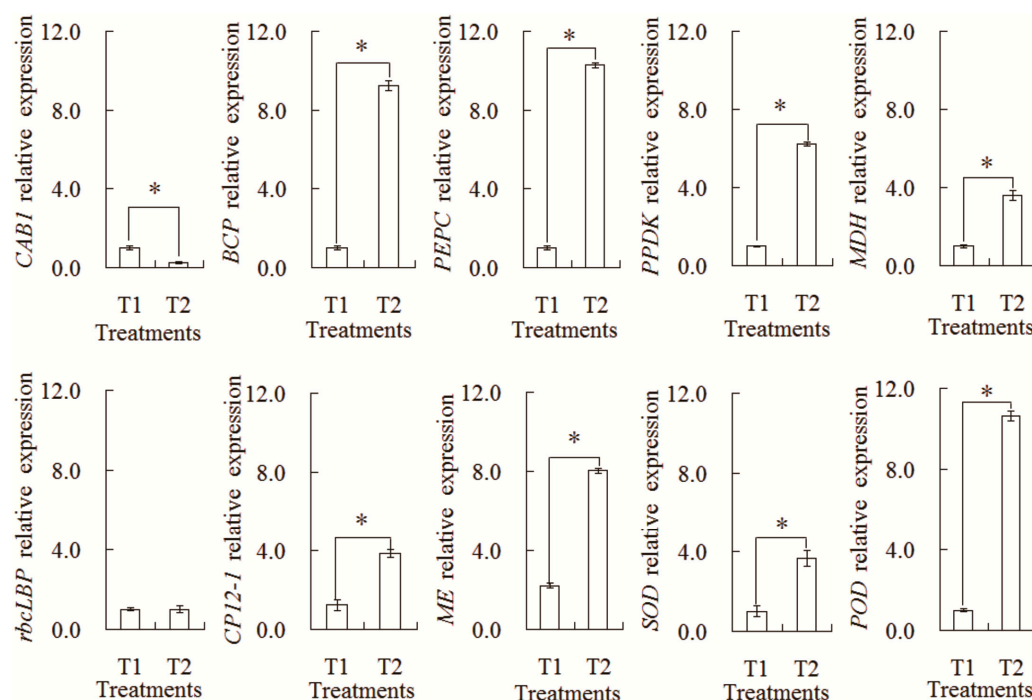 CAB1 relative expression
12.0
8.0
4.0
0.0
*
T1 T2
Treatments
BCP relative expression
12.0
8.0
4.0
0.0
*
T1 T2
Treatments
PEPC relative expression
12.0
8.0
4.0
0.0
*
T1 T2
Treatments
PPDK relative expression
12.0
8.0
4.0
0.0
*
T1 T2
Treatments
MDH relative expression
12.0
8.0
4.0
0.0
*
T1 T2
Treatments
rbcLBP relative expression
12.0
8.0
4.0
0.0
T1 T2
Treatments
CP12-1 relative expression
12.0
8.0
4.0
0.0
*
T1 T2
Treatments
ME relative expression
12.0
8.0
4.0
0.0
*
T1 T2
Treatments
SOD relative expression
12.0
8.0
4.0
0.0
*
T1 T2
Treatments
POD relative expression
12.0
8.0
4.0
0.0
*
T1 T2
Treatments